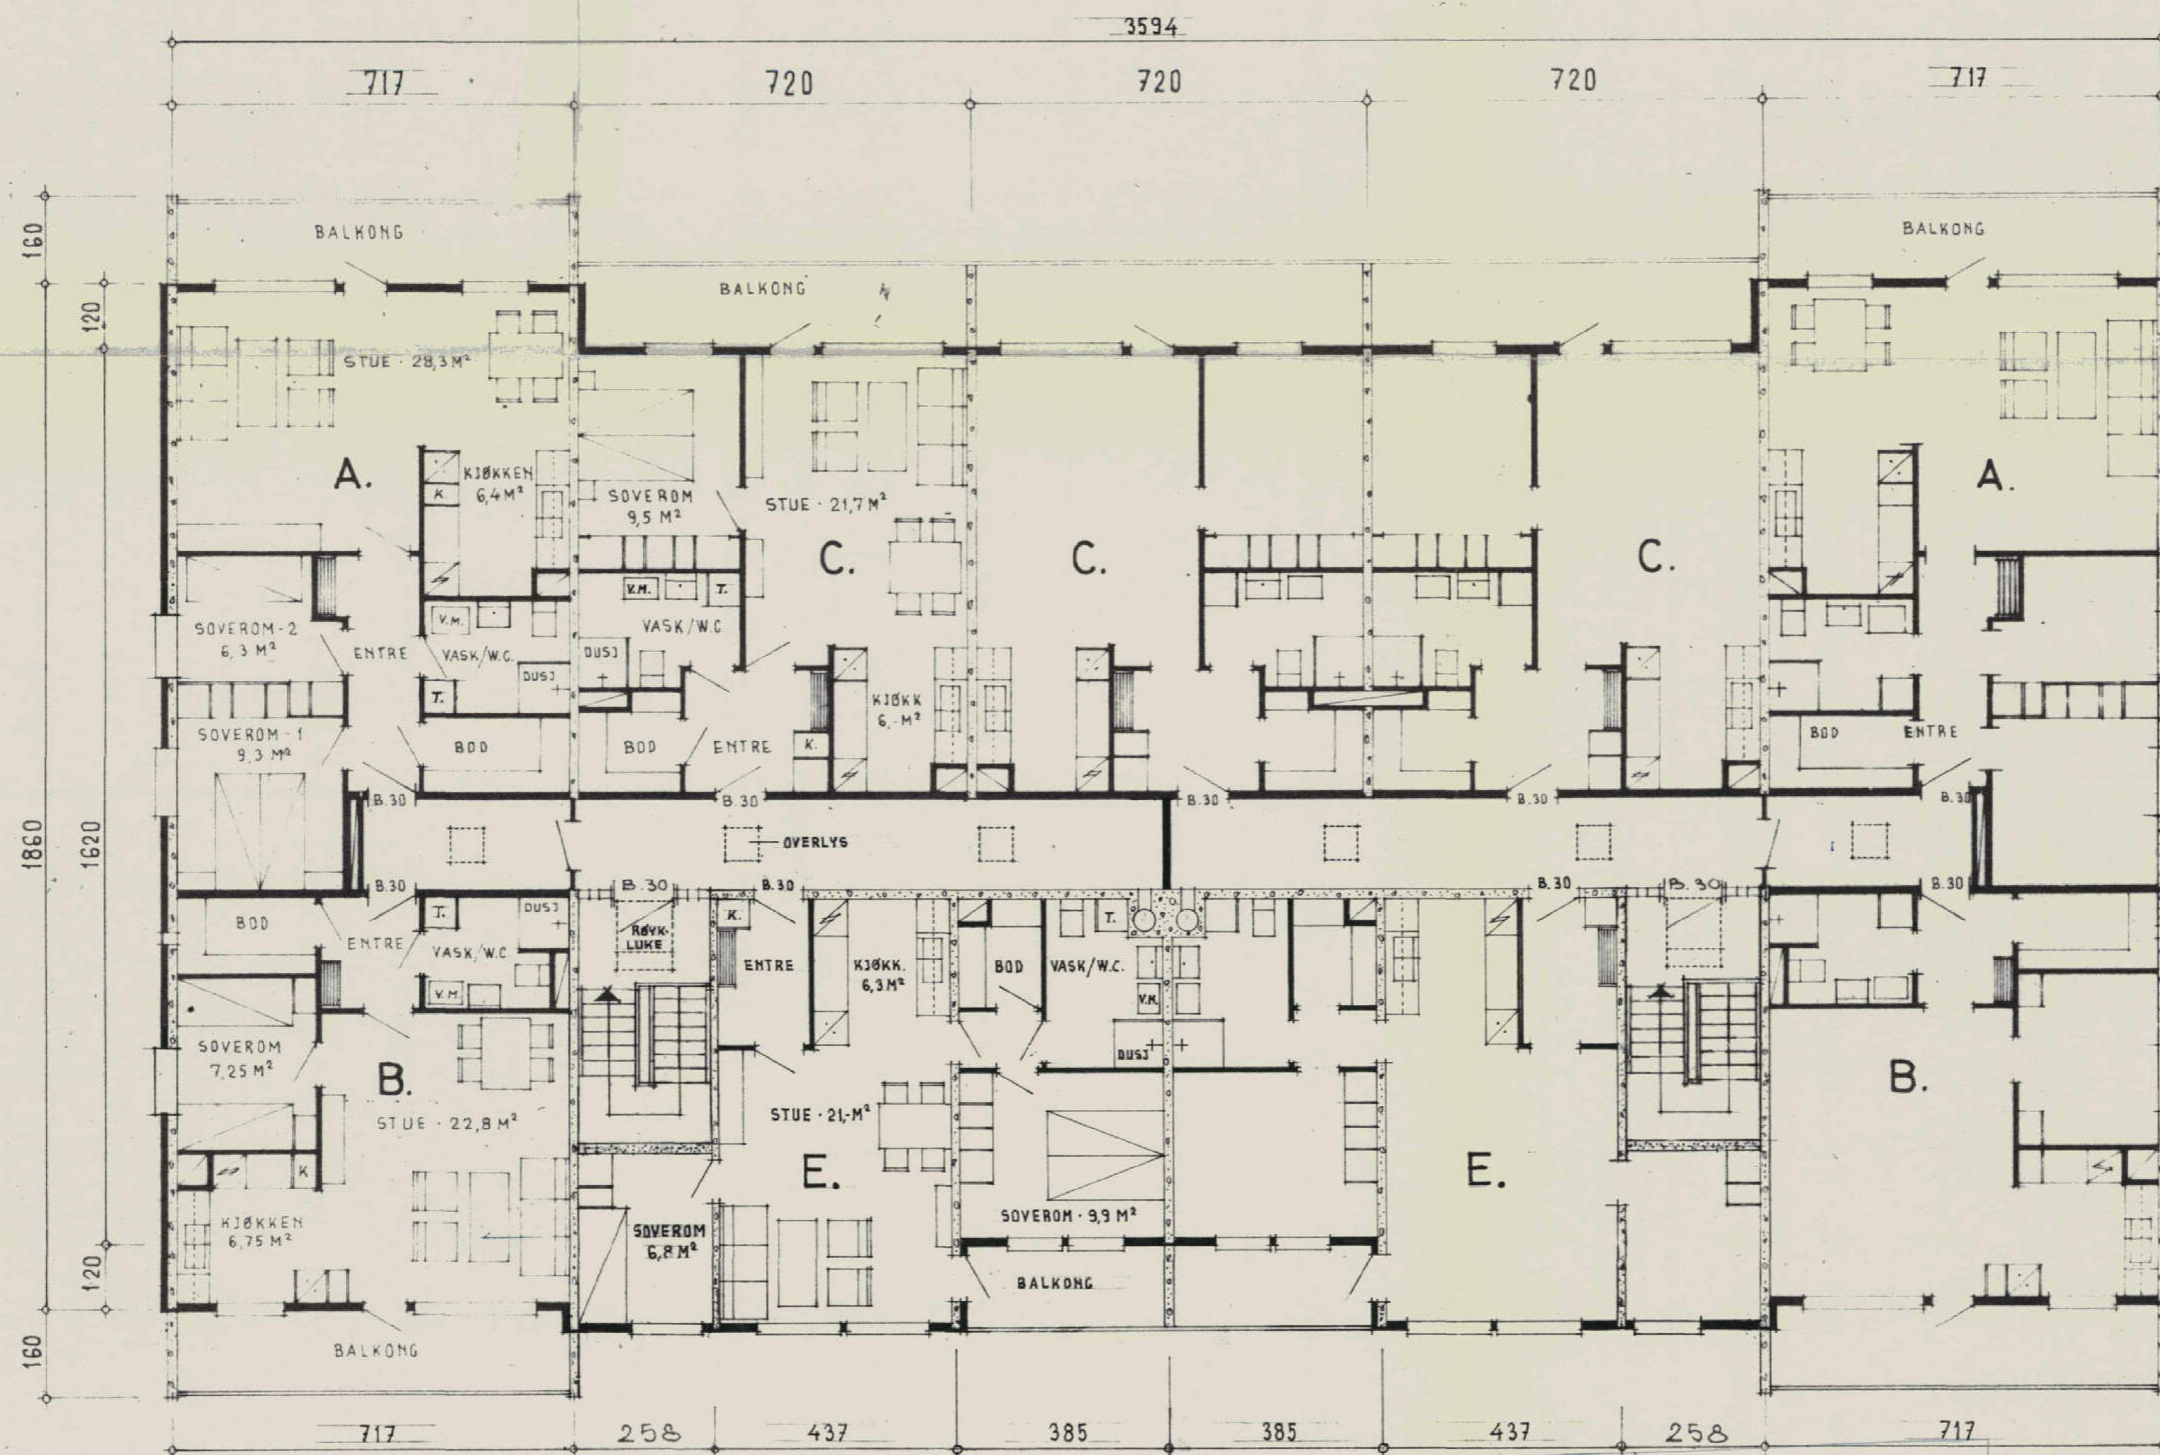 3594
717
720
720
720
717
160
120
1860
1620
120
160
BALKONG
BALKONG
BALKONG
STUE · 28,3 M²
A.
K.
KJØKKEN
6,4 M²
SOVEROM
9,5 M²
STUE · 21,7 M²
C.
C.
C.
A.
SOVEROM-2
6,3 M²
ENTRE
V.M.
VASK/W.C.
DUSJ
T.
V.M.
T.
VASK/W.C
DUSJ
SOVEROM-1
9,3 M²
BOD
BOD
ENTRE
K.
KJØKK
6,- M²
BOD
ENTRE
B.30
B.30
B.30
B.30
B.30
OVERLYS
B.30
B.30
B.30
B.30
B.30
B.30
BOD
ENTRE
T.
DUSJ
VASK/W.C
V.M.
RØYK-
LUKE
K.
ENTRE
KJØKK.
6,3 M²
BOD
T.
VASK/W.C.
V.M.
DUSJ
SOVEROM
7,25 M²
B.
STUE · 22,8 M²
K
KJØKKEN
6,75 M²
STUE · 21,- M²
E.
SOVEROM
6,8 M²
SOVEROM · 9,9 M²
BALKONG
E.
B.
BALKONG
717
258
437
385
385
437
258
717